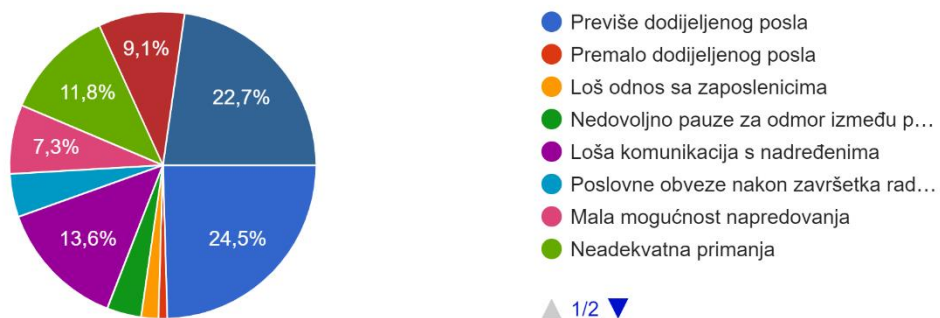 9,1%
11,8%
22,7%
7,3%
13,6%
24,5%
Previše dodijeljenog posla
Premalo dodijeljenog posla
Loš odnos sa zaposlenicima
Nedovoljno pauze za odmor između p…
Loša komunikacija s nadređenima
Poslovne obveze nakon završetka rad…
Mala mogućnost napredovanja
Neadekvatna primanja
1/2